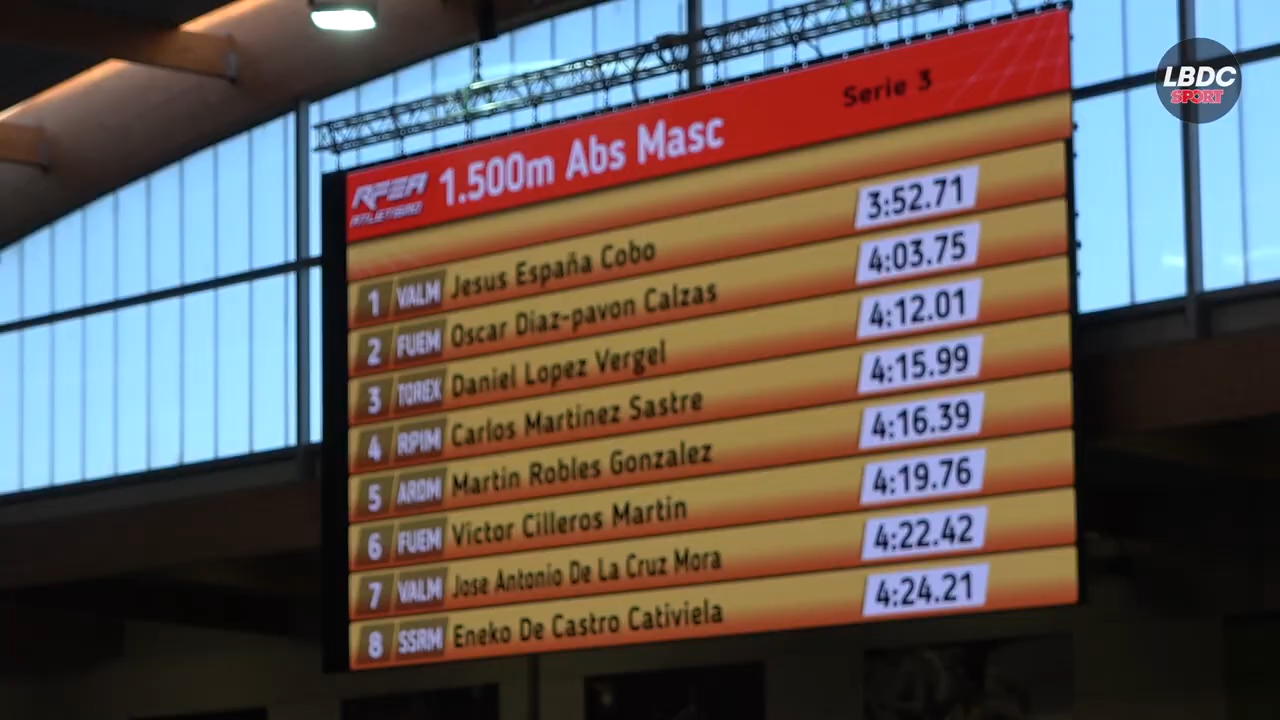 LBDC
SPORT
RFEA
ATLETISMO
1.500m Abs Masc
Serie 3
1 VALM Jesus España Cobo 3:52.71
2 FUEM Oscar Diaz-pavon Calzas 4:03.75
3 TOREX Daniel Lopez Vergel 4:12.01
4 RPIM Carlos Martinez Sastre 4:15.99
5 ARDM Martin Robles Gonzalez 4:16.39
6 FUEM Victor Cilleros Martin 4:19.76
7 VALM Jose Antonio De La Cruz Mora 4:22.42
8 SSRM Eneko De Castro Cativiela 4:24.21